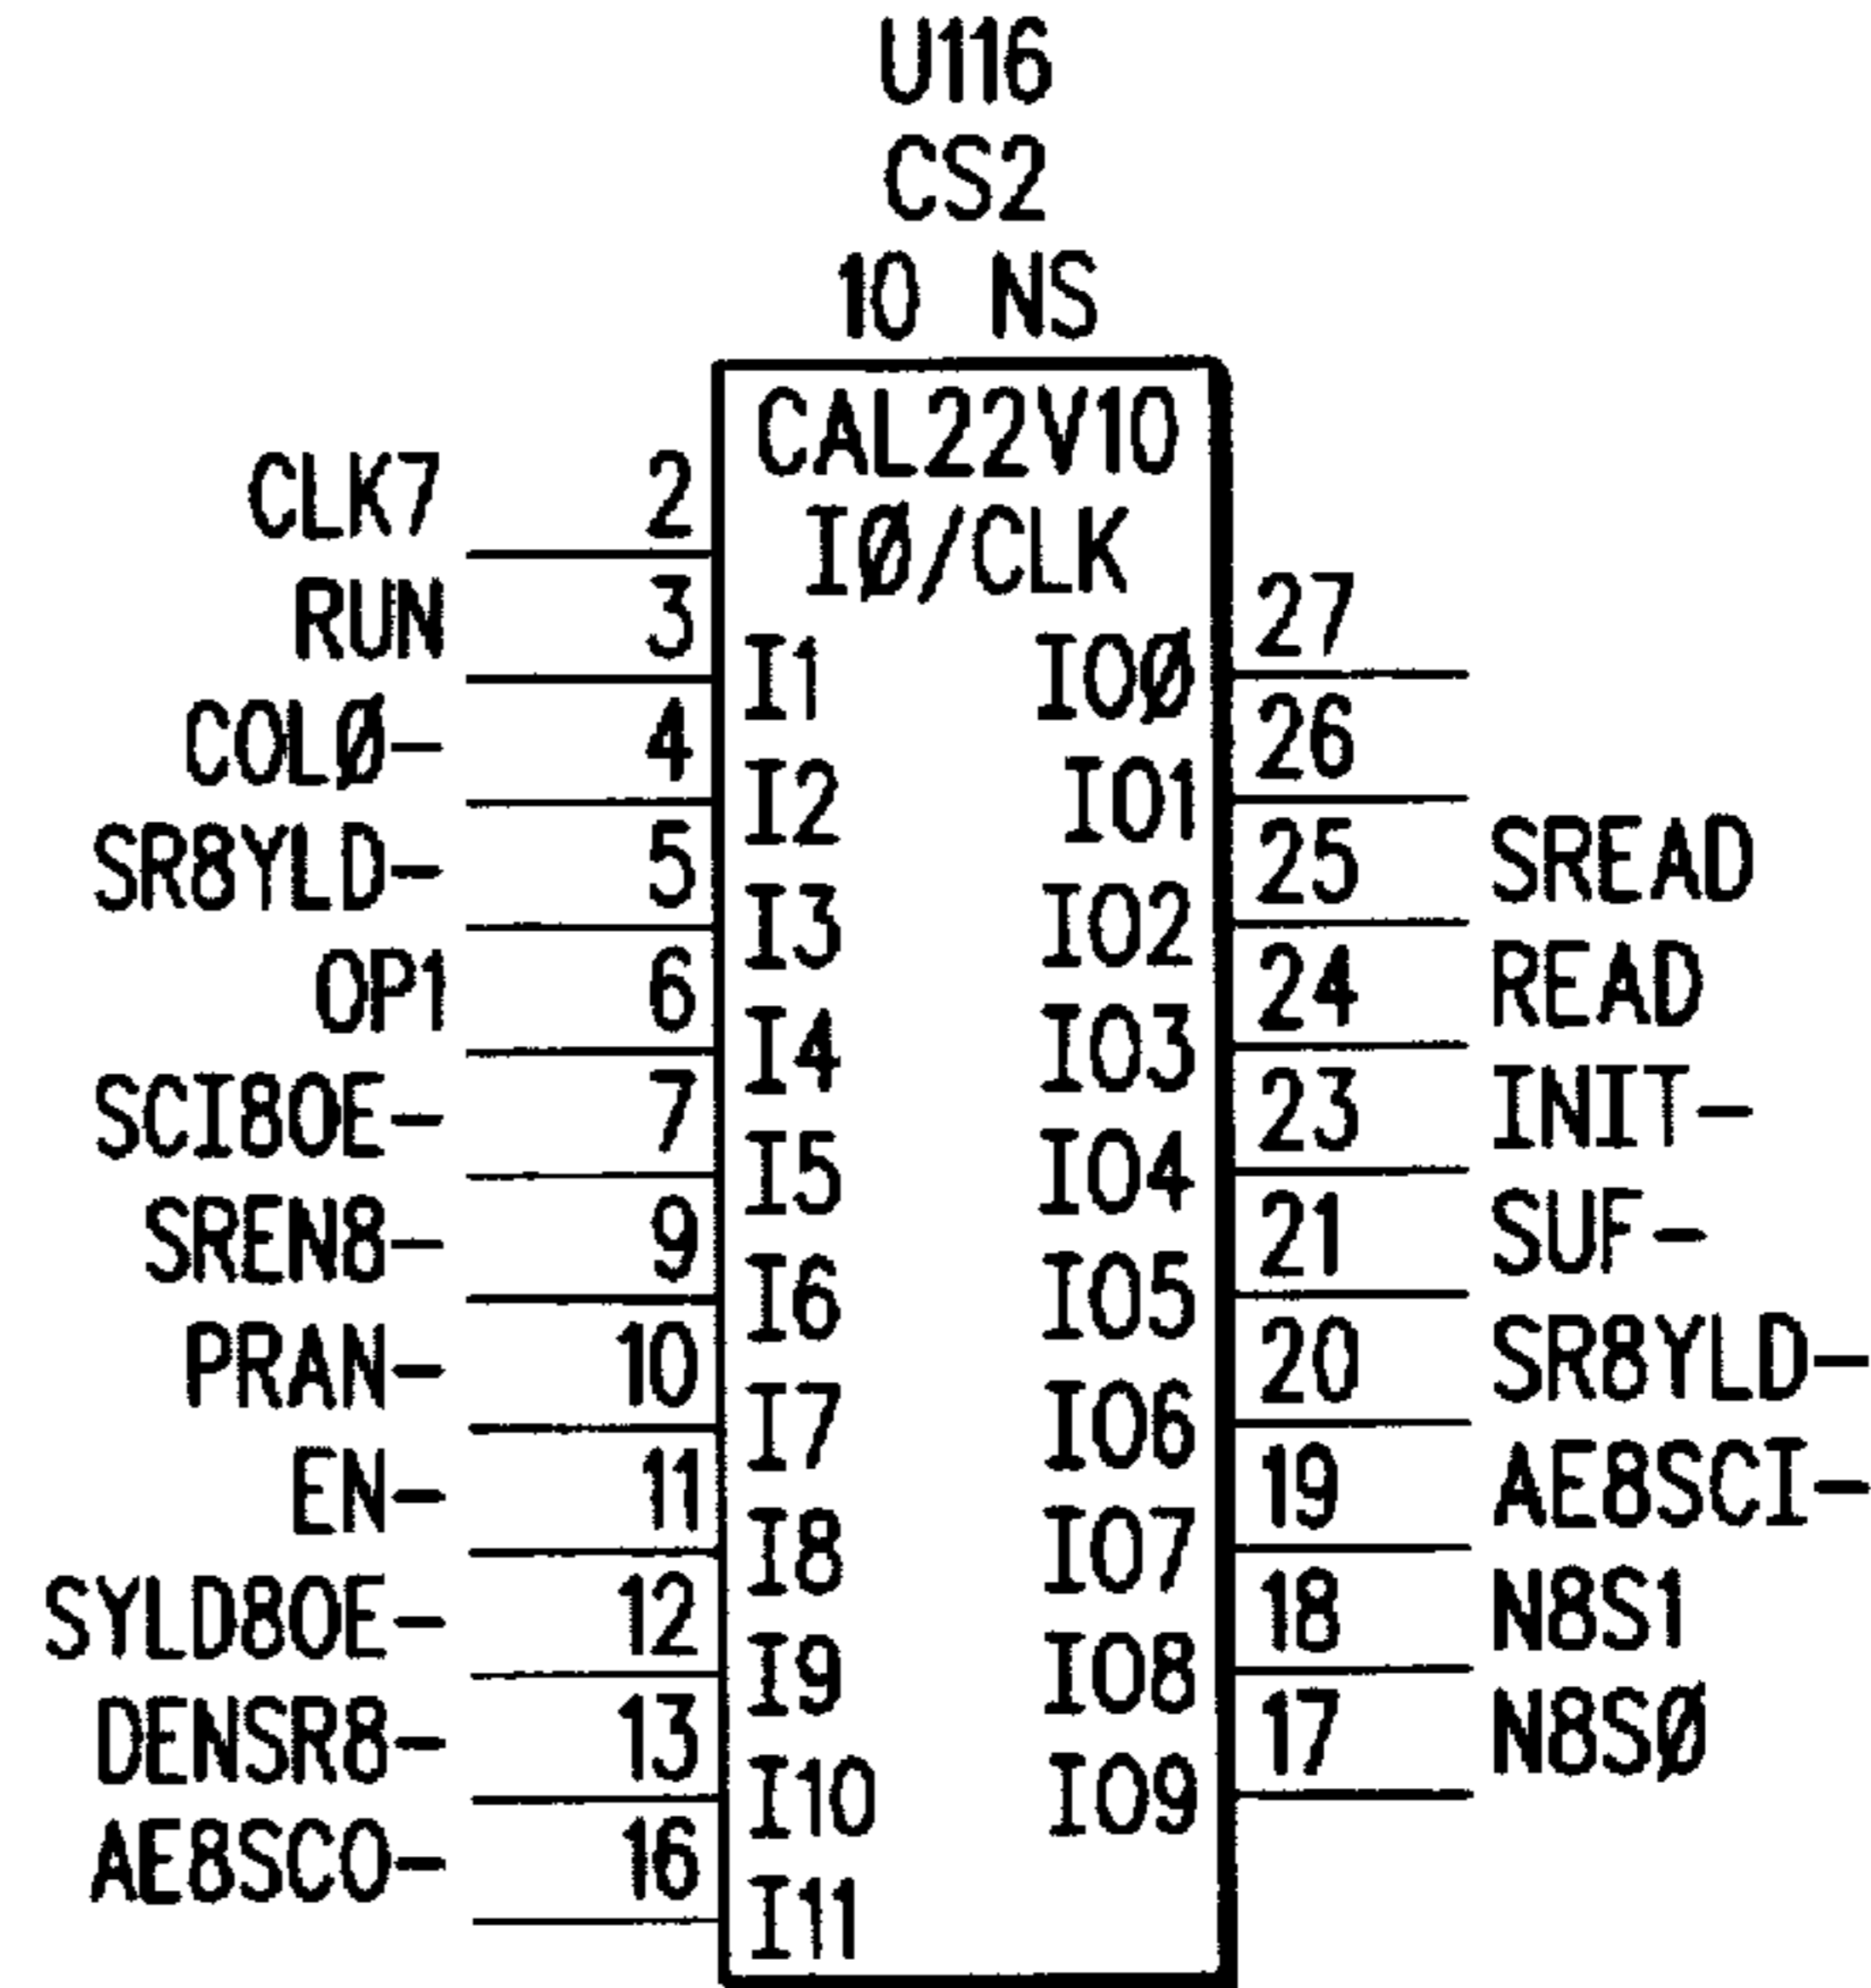 U116
CS2
10 NS
CAL22V10
CLK7 2 IØ/CLK
RUN 3 I1 IOØ 27
COLØ- 4 I2 IO1 26
SR8YLD- 5 I3 IO2 25 SREAD
OP1 6 I4 IO3 24 READ
SCI8OE- 7 I5 IO4 23 INIT-
SREN8- 9 I6 IO5 21 SUF-
PRAN- 10 I7 IO6 20 SR8YLD-
EN- 11 I8 IO7 19 AE8SCI-
SYLD8OE- 12 I9 IO8 18 N8S1
DENSR8- 13 I10 IO9 17 N8SØ
AE8SCO- 16 I11